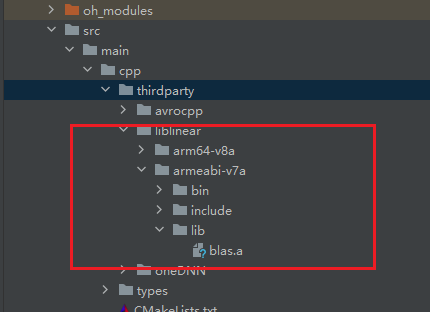 oh_modules
src
main
cpp
thirdparty
avrocpp
liblinear
arm64-v8a
armeabi-v7a
bin
include
lib
blas.a
oneDNN
types
CMakeLists.txt